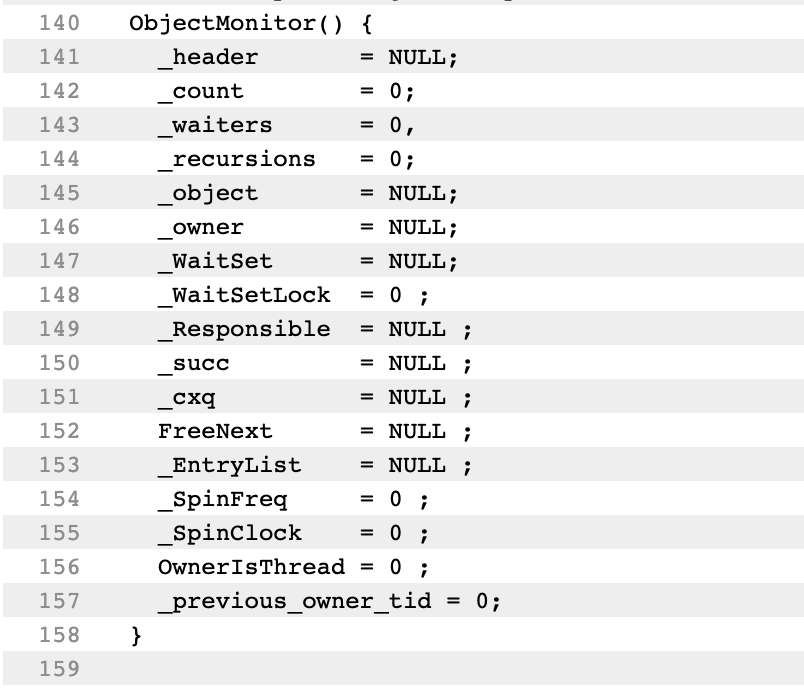 140 ObjectMonitor() {
141 _header = NULL;
142 _count = 0;
143 _waiters = 0,
144 _recursions = 0;
145 _object = NULL;
146 _owner = NULL;
147 _WaitSet = NULL;
148 _WaitSetLock = 0 ;
149 _Responsible = NULL ;
150 _succ = NULL ;
151 _cxq = NULL ;
152 FreeNext = NULL ;
153 _EntryList = NULL ;
154 _SpinFreq = 0 ;
155 _SpinClock = 0 ;
156 OwnerIsThread = 0 ;
157 _previous_owner_tid = 0;
158 }
159